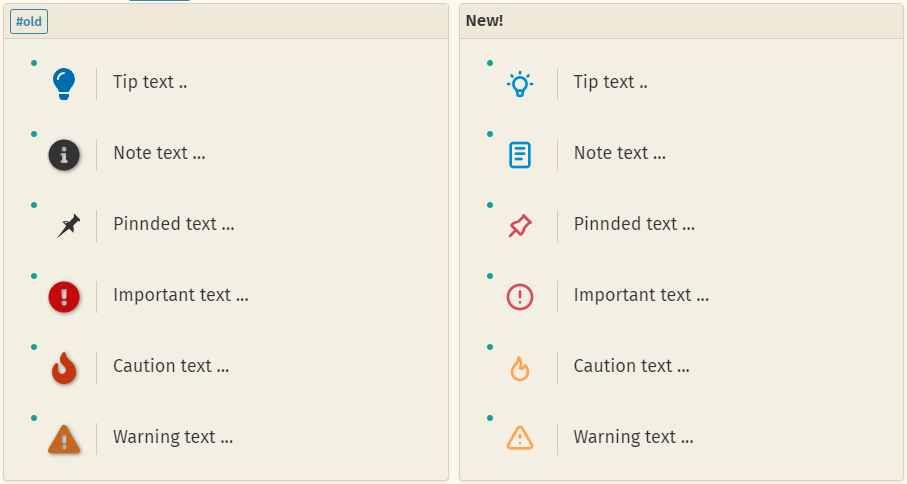 #old
Tip text ..
Note text ...
Pinnded text ...
Important text ...
Caution text ...
Warning text ...
New!
Tip text ..
Note text ...
Pinnded text ...
Important text ...
Caution text ...
Warning text ...